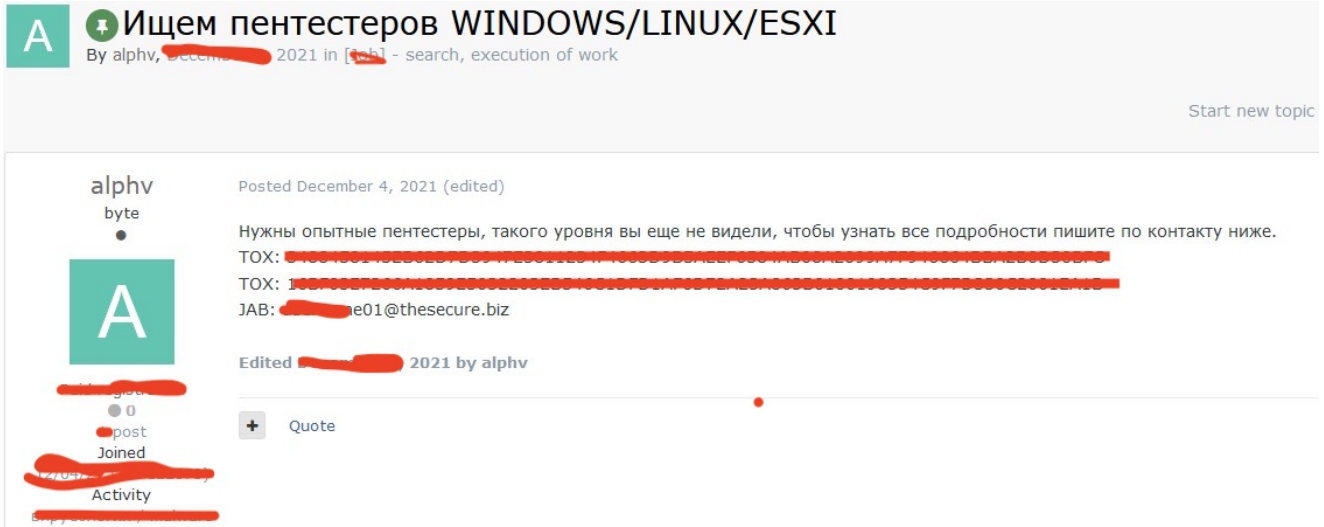 A
Ищем пентестеров WINDOWS/LINUX/ESXI
By alphv, 2021 in - search, execution of work
Start new topic
alphv
byte
A
0
post
Joined
Activity
Posted December 4, 2021 (edited)
Нужны опытные пентестеры, такого уровня вы еще не видели, чтобы узнать все подробности пишите по контакту ниже.
TOX:
TOX:
JAB: e01@thesecure.biz
Edited 2021 by alphv
+ Quote